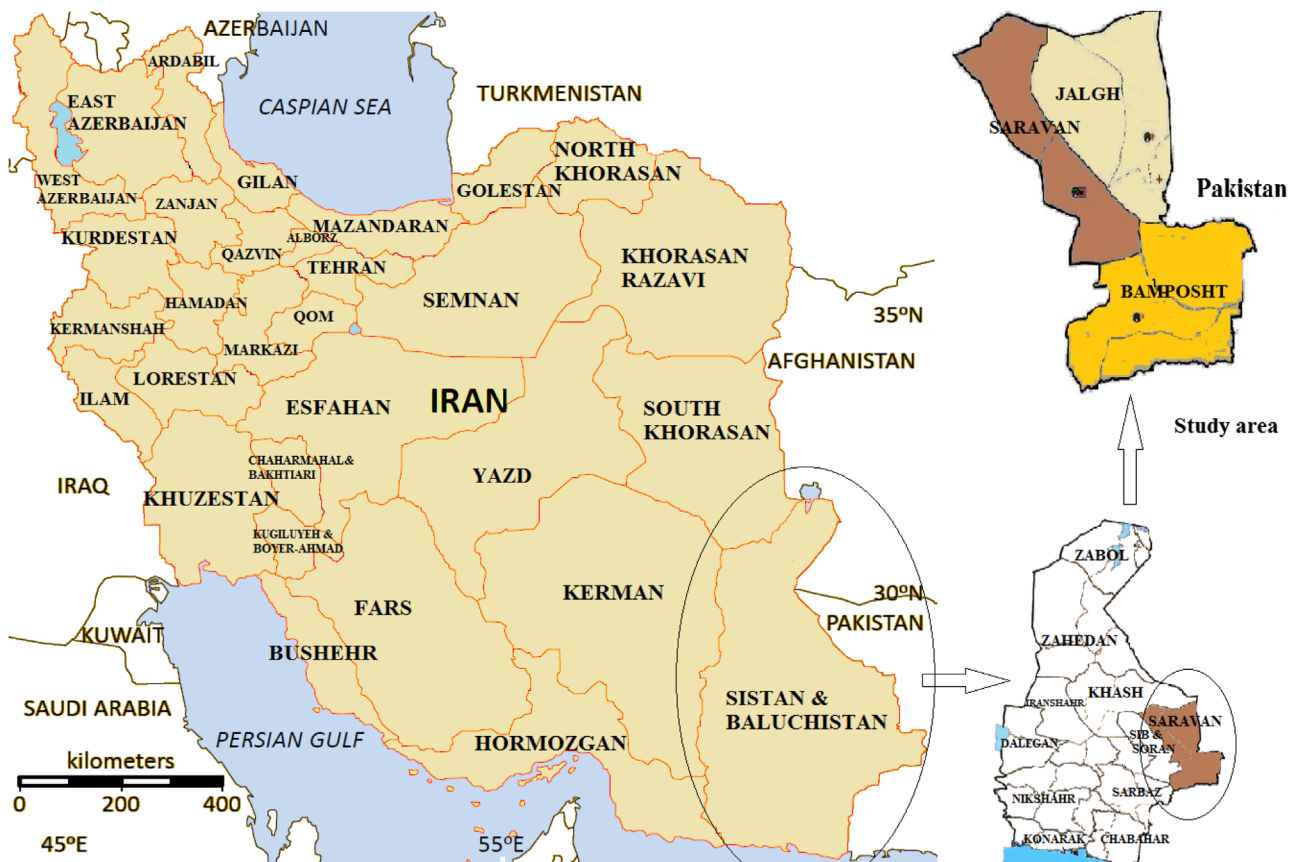 AZERBAIJAN
ARDABIL
CASPIAN SEA
TURKMENISTAN
EAST
AZERBAIJAN
NORTH
KHORASAN
WEST
AZERBAIJAN
GILAN
GOLESTAN
ZANJAN
MAZANDARAN
KURDESTAN
ALBORZ
QAZVIN
TEHRAN
KHORASAN
RAZAVI
HAMADAN
SEMNAN
QOM
KERMANSHAH
35ºN
MARKAZI
AFGHANISTAN
LORESTAN
ILAM
ESFAHAN
IRAN
SOUTH
KHORASAN
CHAHARMAHAL&
BAKHTIARI
YAZD
IRAQ
KHUZESTAN
KUGILUYEH &
BOYER-AHMAD
KERMAN
30ºN
FARS
PAKISTAN
KUWAIT
BUSHEHR
SISTAN &
BALUCHISTAN
SAUDI ARABIA
PERSIAN GULF
HORMOZGAN
kilometers
0 200 400
45ºE
55ºE
JALGH
SARAVAN
Pakistan
BAMPOSHT
Study area
ZABOL
ZAHEDAN
KHASH
IRANSHAHR
SARAVAN
SIB &
SORAN
DALEGAN
NIKSHAHR
SARBAZ
KONARAK
CHABAHAR